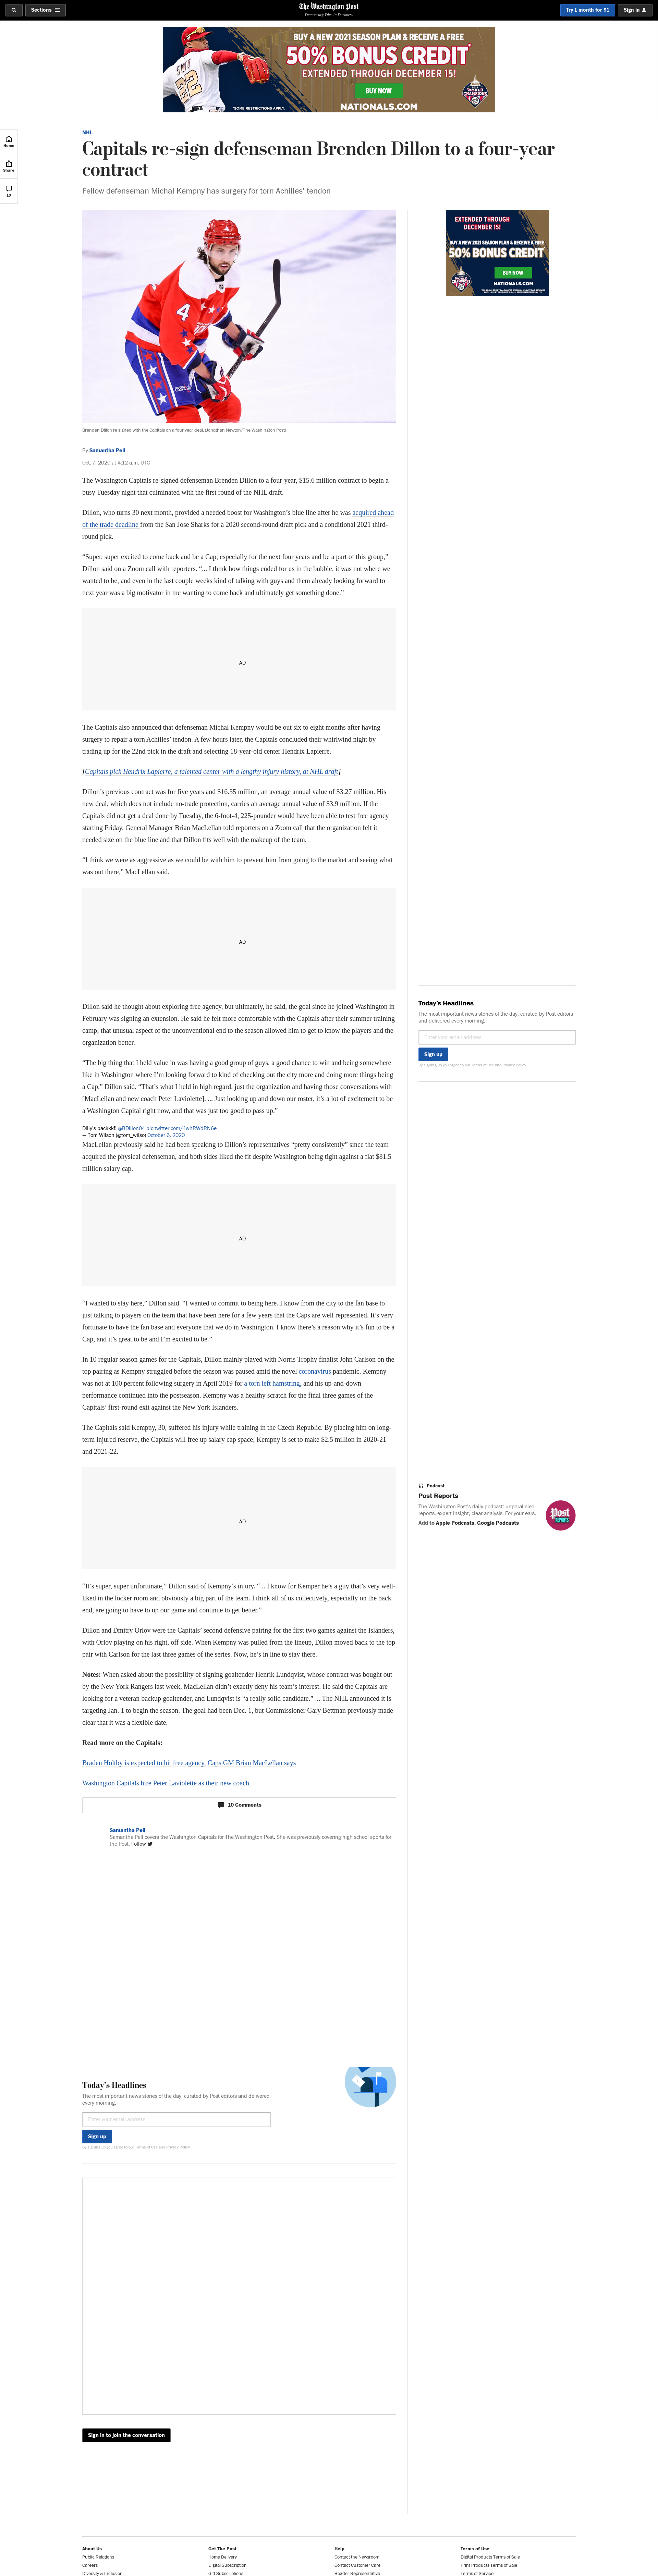 Sections
The Washington Post
Democracy Dies in Darkness
Try 1 month for $1
Sign in
BUY A NEW 2021 SEASON PLAN & RECEIVE A FREE
50% BONUS CREDIT*
EXTENDED THROUGH DECEMBER 15!
BUY NOW
*SOME RESTRICTIONS APPLY.
NATIONALS.COM
WORLD CHAMPIONS
Home
Share
10
NHL
Capitals re-sign defenseman Brenden Dillon to a four-year
contract
Fellow defenseman Michal Kempny has surgery for torn Achilles' tendon
EXTENDED THROUGH
DECEMBER 15!
BUY A NEW 2021 SEASON PLAN & RECEIVE A FREE
50% BONUS CREDIT*
BUY NOW
NATIONALS.COM
Brenden Dillon re-signed with the Capitals on a four-year deal. (Jonathan Newton/The Washington Post)
By Samantha Pell
Oct. 7, 2020 at 4:12 a.m. UTC
The Washington Capitals re-signed defenseman Brenden Dillon to a four-year, $15.6 million contract to begin a
busy Tuesday night that culminated with the first round of the NHL draft.
Dillon, who turns 30 next month, provided a needed boost for Washington’s blue line after he was acquired ahead
of the trade deadline from the San Jose Sharks for a 2020 second-round draft pick and a conditional 2021 third-
round pick.
“Super, super excited to come back and be a Cap, especially for the next four years and be a part of this group,”
Dillon said on a Zoom call with reporters. “... I think how things ended for us in the bubble, it was not where we
wanted to be, and even in the last couple weeks kind of talking with guys and them already looking forward to
next year was a big motivator in me wanting to come back and ultimately get something done.”
AD
The Capitals also announced that defenseman Michal Kempny would be out six to eight months after having
surgery to repair a torn Achilles’ tendon. A few hours later, the Capitals concluded their whirlwind night by
trading up for the 22nd pick in the draft and selecting 18-year-old center Hendrix Lapierre.
[Capitals pick Hendrix Lapierre, a talented center with a lengthy injury history, at NHL draft]
Dillon’s previous contract was for five years and $16.35 million, an average annual value of $3.27 million. His
new deal, which does not include no-trade protection, carries an average annual value of $3.9 million. If the
Capitals did not get a deal done by Tuesday, the 6-foot-4, 225-pounder would have been able to test free agency
starting Friday. General Manager Brian MacLellan told reporters on a Zoom call that the organization felt it
needed size on the blue line and that Dillon fits well with the makeup of the team.
“I think we were as aggressive as we could be with him to prevent him from going to the market and seeing what
was out there,” MacLellan said.
AD
Dillon said he thought about exploring free agency, but ultimately, he said, the goal since he joined Washington in
February was signing an extension. He said he felt more comfortable with the Capitals after their summer training
camp; that unusual aspect of the unconventional end to the season allowed him to get to know the players and the
organization better.
“The big thing that I held value in was having a good group of guys, a good chance to win and being somewhere
like in Washington where I’m looking forward to kind of checking out the city more and doing more things being
a Cap,” Dillon said. “That’s what I held in high regard, just the organization and having those conversations with
[MacLellan and new coach Peter Laviolette]. ... Just looking up and down our roster, it’s a lot of excitement to be
a Washington Capital right now, and that was just too good to pass up.”
Dilly’s backkk!! @BDillon04 pic.twitter.com/4whRWdRN6e
— Tom Wilson (@tom_wilso) October 6, 2020
MacLellan previously said he had been speaking to Dillon’s representatives “pretty consistently” since the team
acquired the physical defenseman, and both sides liked the fit despite Washington being tight against a flat $81.5
million salary cap.
AD
“I wanted to stay here,” Dillon said. “I wanted to commit to being here. I know from the city to the fan base to
just talking to players on the team that have been here for a few years that the Caps are well represented. It’s very
fortunate to have the fan base and everyone that we do in Washington. I know there’s a reason why it’s fun to be a
Cap, and it’s great to be and I’m excited to be.”
In 10 regular season games for the Capitals, Dillon mainly played with Norris Trophy finalist John Carlson on the
top pairing as Kempny struggled before the season was paused amid the novel coronavirus pandemic. Kempny
was not at 100 percent following surgery in April 2019 for a torn left hamstring, and his up-and-down
performance continued into the postseason. Kempny was a healthy scratch for the final three games of the
Capitals’ first-round exit against the New York Islanders.
The Capitals said Kempny, 30, suffered his injury while training in the Czech Republic. By placing him on long-
term injured reserve, the Capitals will free up salary cap space; Kempny is set to make $2.5 million in 2020-21
and 2021-22.
AD
“It’s super, super unfortunate,” Dillon said of Kempny’s injury. “... I know for Kemper he’s a guy that’s very well-
liked in the locker room and obviously a big part of the team. I think all of us collectively, especially on the back
end, are going to have to up our game and continue to get better.”
Dillon and Dmitry Orlov were the Capitals’ second defensive pairing for the first two games against the Islanders,
with Orlov playing on his right, off side. When Kempny was pulled from the lineup, Dillon moved back to the top
pair with Carlson for the last three games of the series. Now, he’s in line to stay there.
Notes: When asked about the possibility of signing goaltender Henrik Lundqvist, whose contract was bought out
by the New York Rangers last week, MacLellan didn’t exactly deny his team’s interest. He said the Capitals are
looking for a veteran backup goaltender, and Lundqvist is “a really solid candidate.” ... The NHL announced it is
targeting Jan. 1 to begin the season. The goal had been Dec. 1, but Commissioner Gary Bettman previously made
clear that it was a flexible date.
Read more on the Capitals:
Braden Holtby is expected to hit free agency, Caps GM Brian MacLellan says
Washington Capitals hire Peter Laviolette as their new coach
10 Comments
Samantha Pell
Samantha Pell covers the Washington Capitals for The Washington Post. She was previously covering high school sports for
the Post. Follow
Today’s Headlines
The most important news stories of the day, curated by Post editors
and delivered every morning.
Enter your email address
Sign up
By signing up you agree to our Terms of Use and Privacy Policy
Podcast
Post Reports
The Washington Post’s daily podcast: unparalleled
reports, expert insight, clear analysis. For your ears.
Add to Apple Podcasts, Google Podcasts
Post
REPORTS
Today’s Headlines
The most important news stories of the day, curated by Post editors and delivered
every morning.
Enter your email address
Sign up
By signing up you agree to our Terms of Use and Privacy Policy
Sign in to join the conversation
About Us
Public Relations
Careers
Diversity & Inclusion
Get The Post
Home Delivery
Digital Subscription
Gift Subscriptions
Help
Contact the Newsroom
Contact Customer Care
Reader Representative
Terms of Use
Digital Products Terms of Sale
Print Products Terms of Sale
Terms of Service